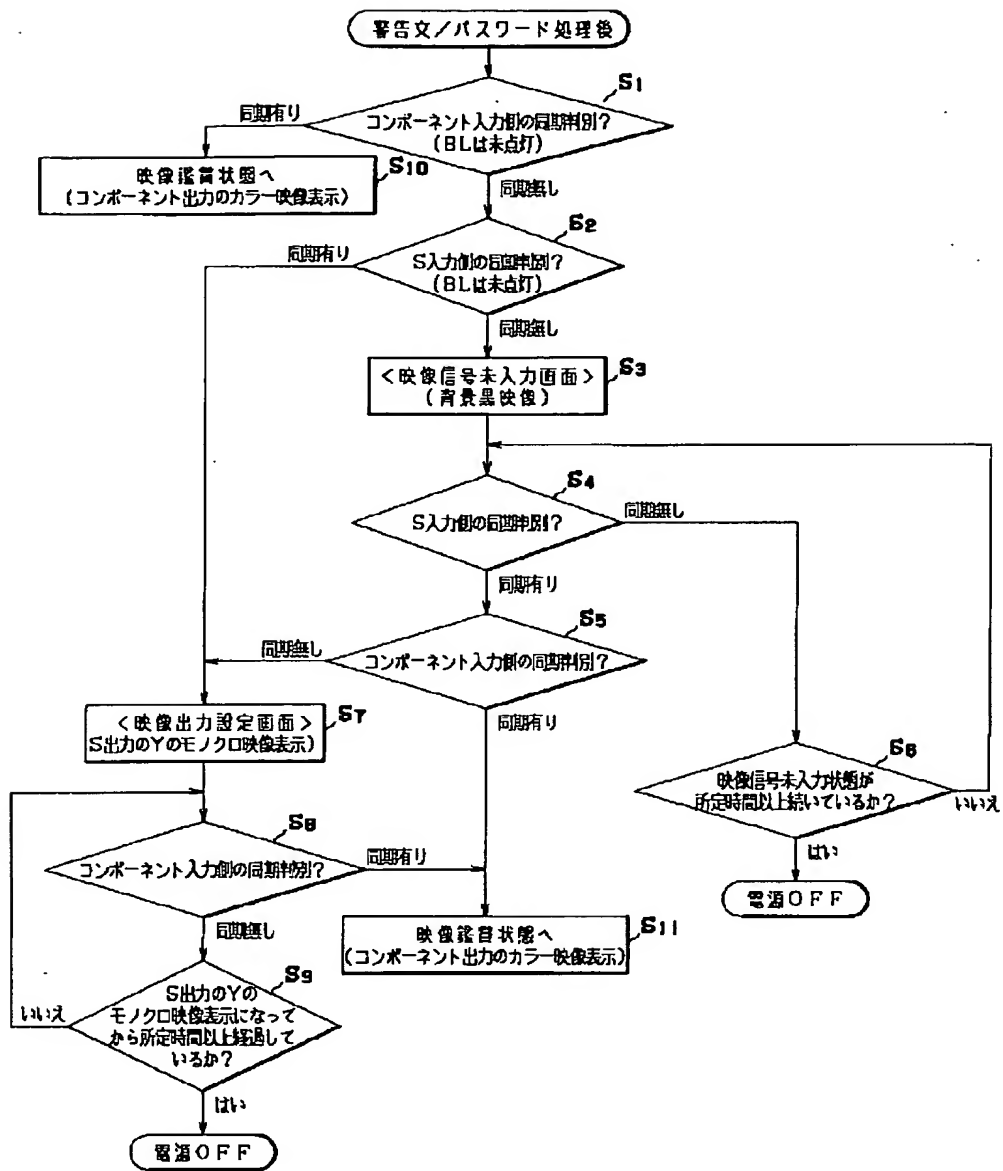 警告文／パスワード処理後
S1
同期有り
コンポーネント入力側の同期判別？
(BLは未点灯)
S10
映像鑑賞状態へ
(コンポーネント出力のカラー映像表示)
同期無し
S2
同期有り
S入力側の同期判別？
(BLは未点灯)
同期無し
S3
＜映像信号未入力画面＞
(背景黒映像)
S4
S入力側の同期判別？
同期無し
同期有り
S5
同期無し
コンポーネント入力側の同期判別？
同期有り
S7
＜映像出力設定画面＞
S出力のYのモノクロ映像表示)
S6
映像信号未入力状態が
所定時間以上続いているか？
いいえ
はい
電源OFF
S8
コンポーネント入力側の同期判別？
同期有り
同期無し
S11
映像鑑賞状態へ
(コンポーネント出力のカラー映像表示)
S9
S出力のYの
モノクロ映像表示になって
から所定時間以上経過して
いるか？
いいえ
はい
電源OFF